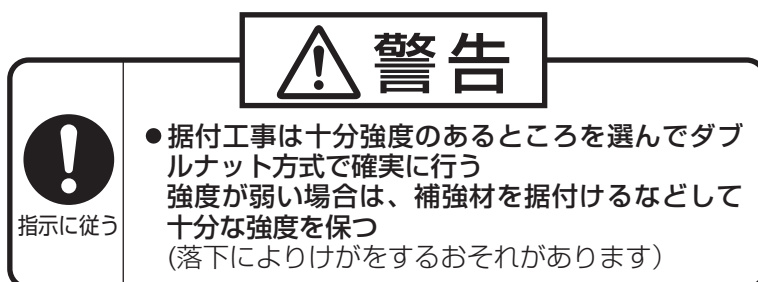 警告
●据付工事は十分強度のあるところを選んでダブ
ルナット方式で確実に行う
強度が弱い場合は、補強材を据付けるなどして
十分な強度を保つ
(落下によりけがをするおそれがあります)
指示に従う